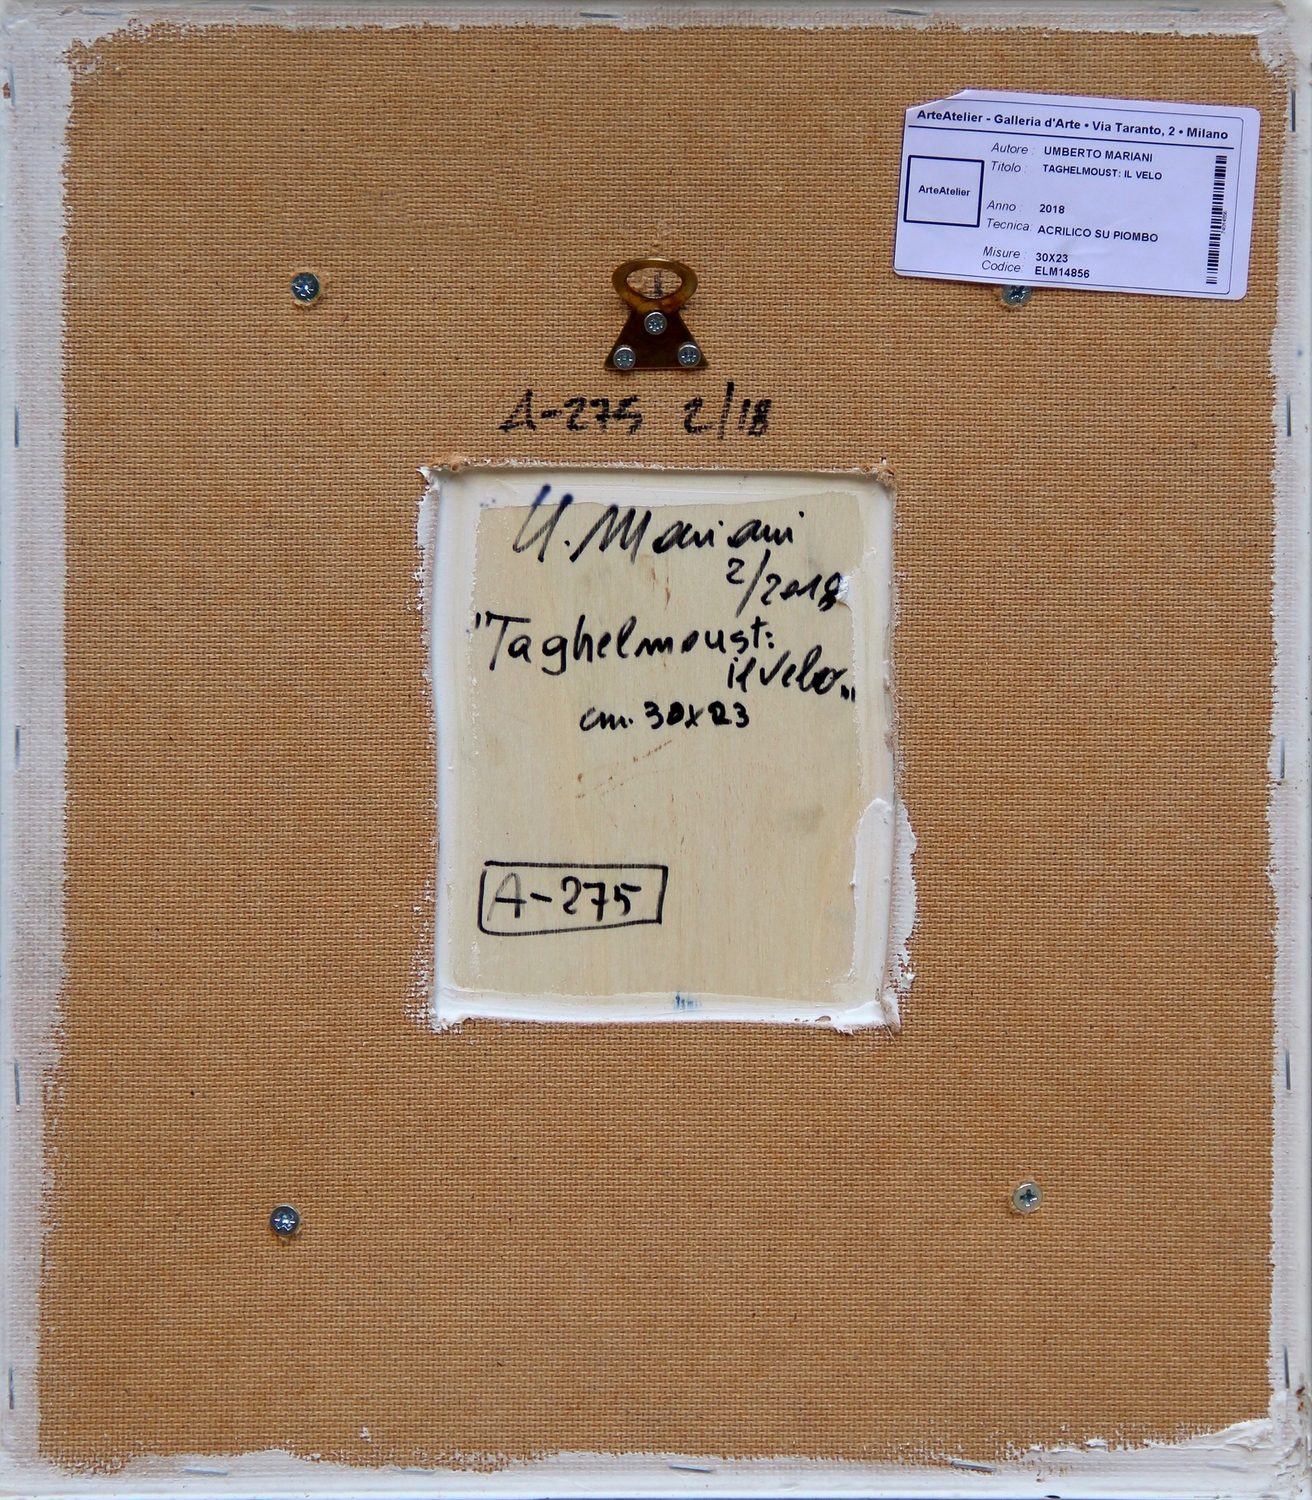 ArteAtelier - Galleria d'Arte • Via Taranto, 2 • Milano
ArteAtelier
Autore : UMBERTO MARIANI
Titolo : TAGHELMOUST: IL VELO
Anno : 2018
Tecnica: ACRILICO SU PIOMBO
Misure : 30X23
Codice: ELM14856
A-275 2/18
U. Mariani
2/2018
"Taghelmoust:
il velo"
cm. 30x23
A-275